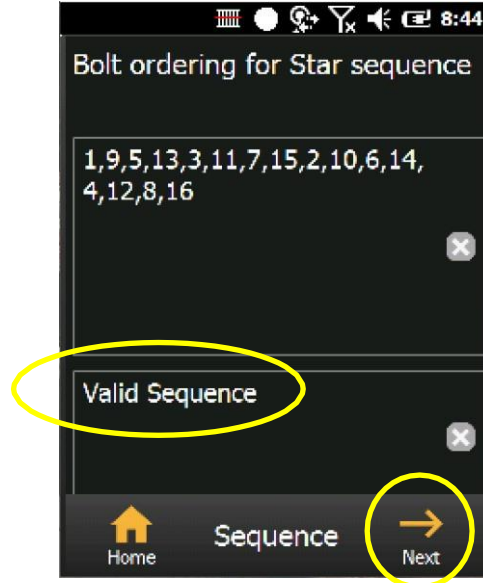 8:44
Bolt ordering for Star sequence
1,9,5,13,3,11,7,15,2,10,6,14,
4,12,8,16
Valid Sequence
Home
Sequence
Next